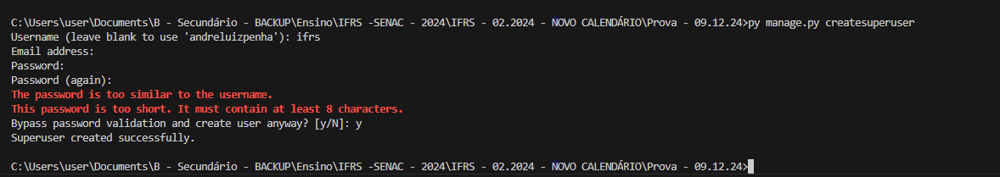 C:\Users\user\Documents\B - Secundário - BACKUP\Ensino\IFRS -SENAC - 2024\IFRS - 02.2024 - NOVO CALENDÁRIO\Prova - 09.12.24>py manage.py createsuperuser
Username (leave blank to use 'andreluizpenha'): ifrs
Email address:
Password:
Password (again):
The password is too similar to the username.
This password is too short. It must contain at least 8 characters.
Bypass password validation and create user anyway? [y/N]: y
Superuser created successfully.
C:\Users\user\Documents\B - Secundário - BACKUP\Ensino\IFRS -SENAC - 2024\IFRS - 02.2024 - NOVO CALENDÁRIO\Prova - 09.12.24>